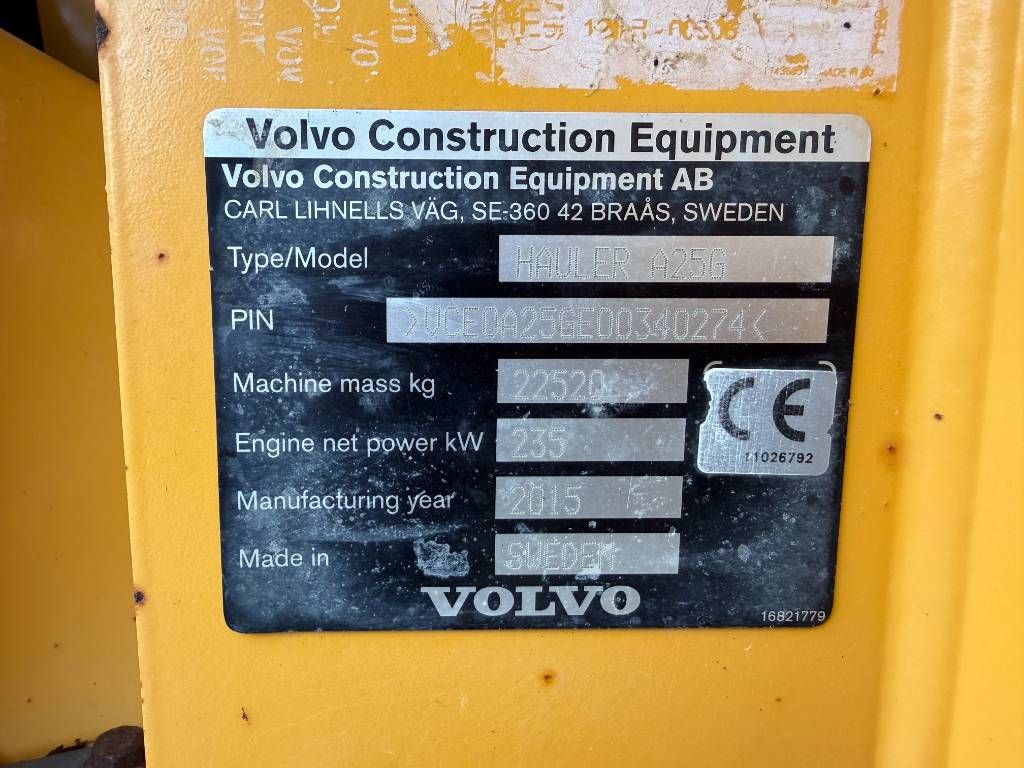 Volvo Construction Equipment
Volvo Construction Equipment AB
CARL LIHNELLS VÄG, SE-360 42 BRAÅS, SWEDEN
Type/Model HAULER A25G
PIN >VCE0A25GE00340274<
Machine mass kg 22520
CE
Engine net power kW 235
11026792
Manufacturing year 2015
Made in SWEDEN
VOLVO
16821779